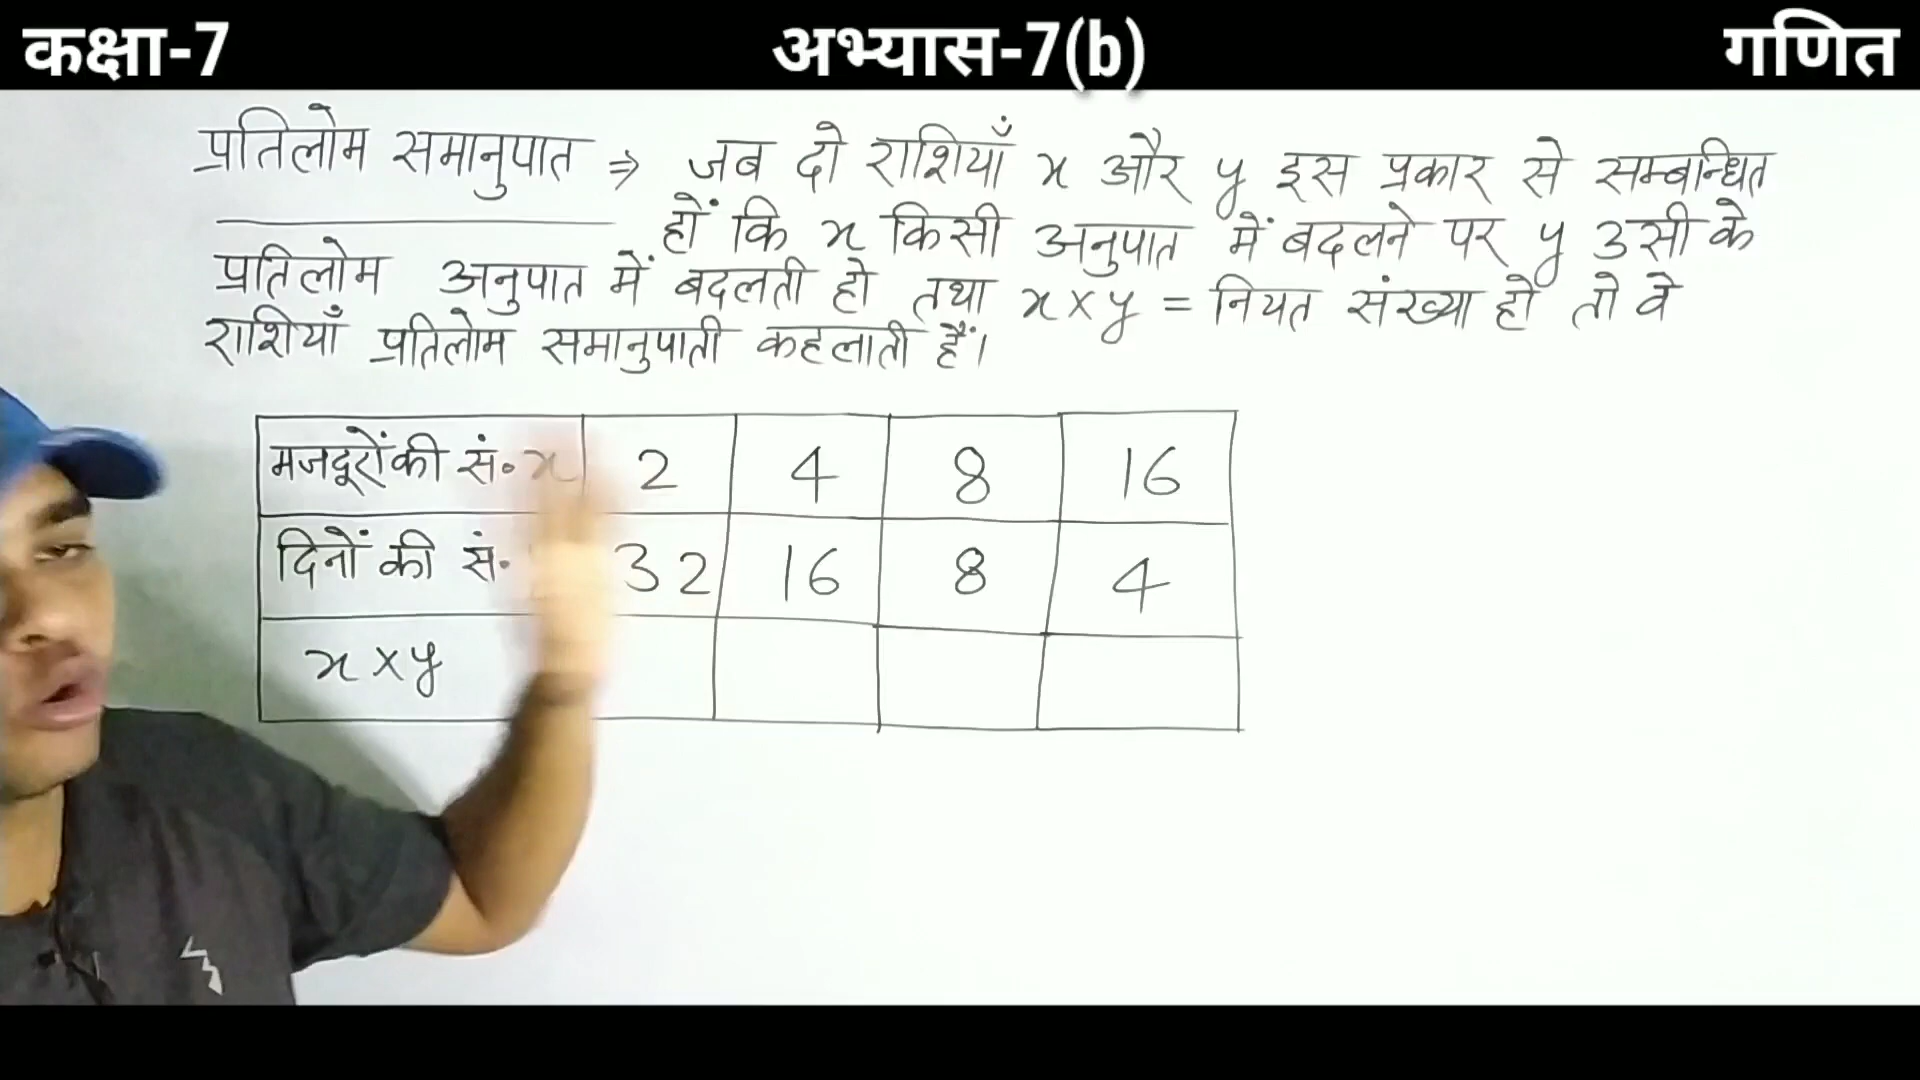 कक्षा-7 अभ्यास-7(b) गणित
प्रतिलोम समानुपात ⇒ जब दो राशियाँ x और y इस प्रकार से सम्बन्धित
हों कि x किसी अनुपात में बदलने पर y उसी के
प्रतिलोम अनुपात में बदलती हो तथा x × y = नियत संख्या हो तो वे
राशियाँ प्रतिलोम समानुपाती कहलाती हैं।
मजदूरों की सं. x 2 4 8 16
दिनों की सं. 32 16 8 4
x × y